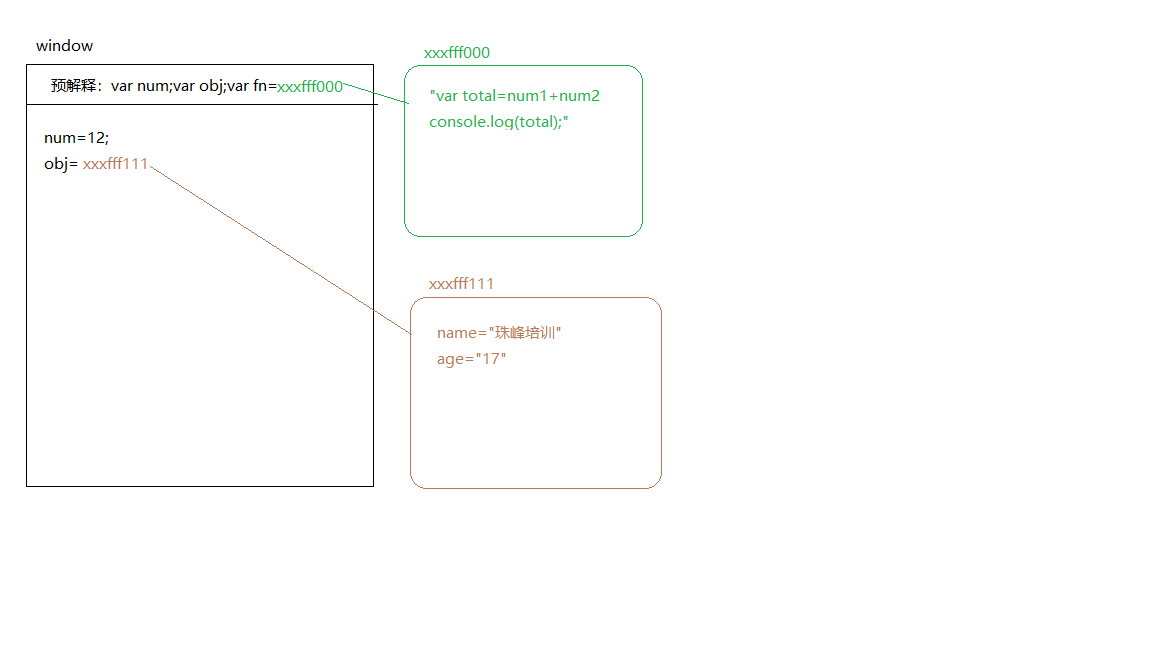 window
预解释：var num;var obj;var fn=xxxfff000
num=12;
obj= xxxfff111
xxxfff000
"var total=num1+num2
console.log(total);"
xxxfff111
name="珠峰培训"
age="17"